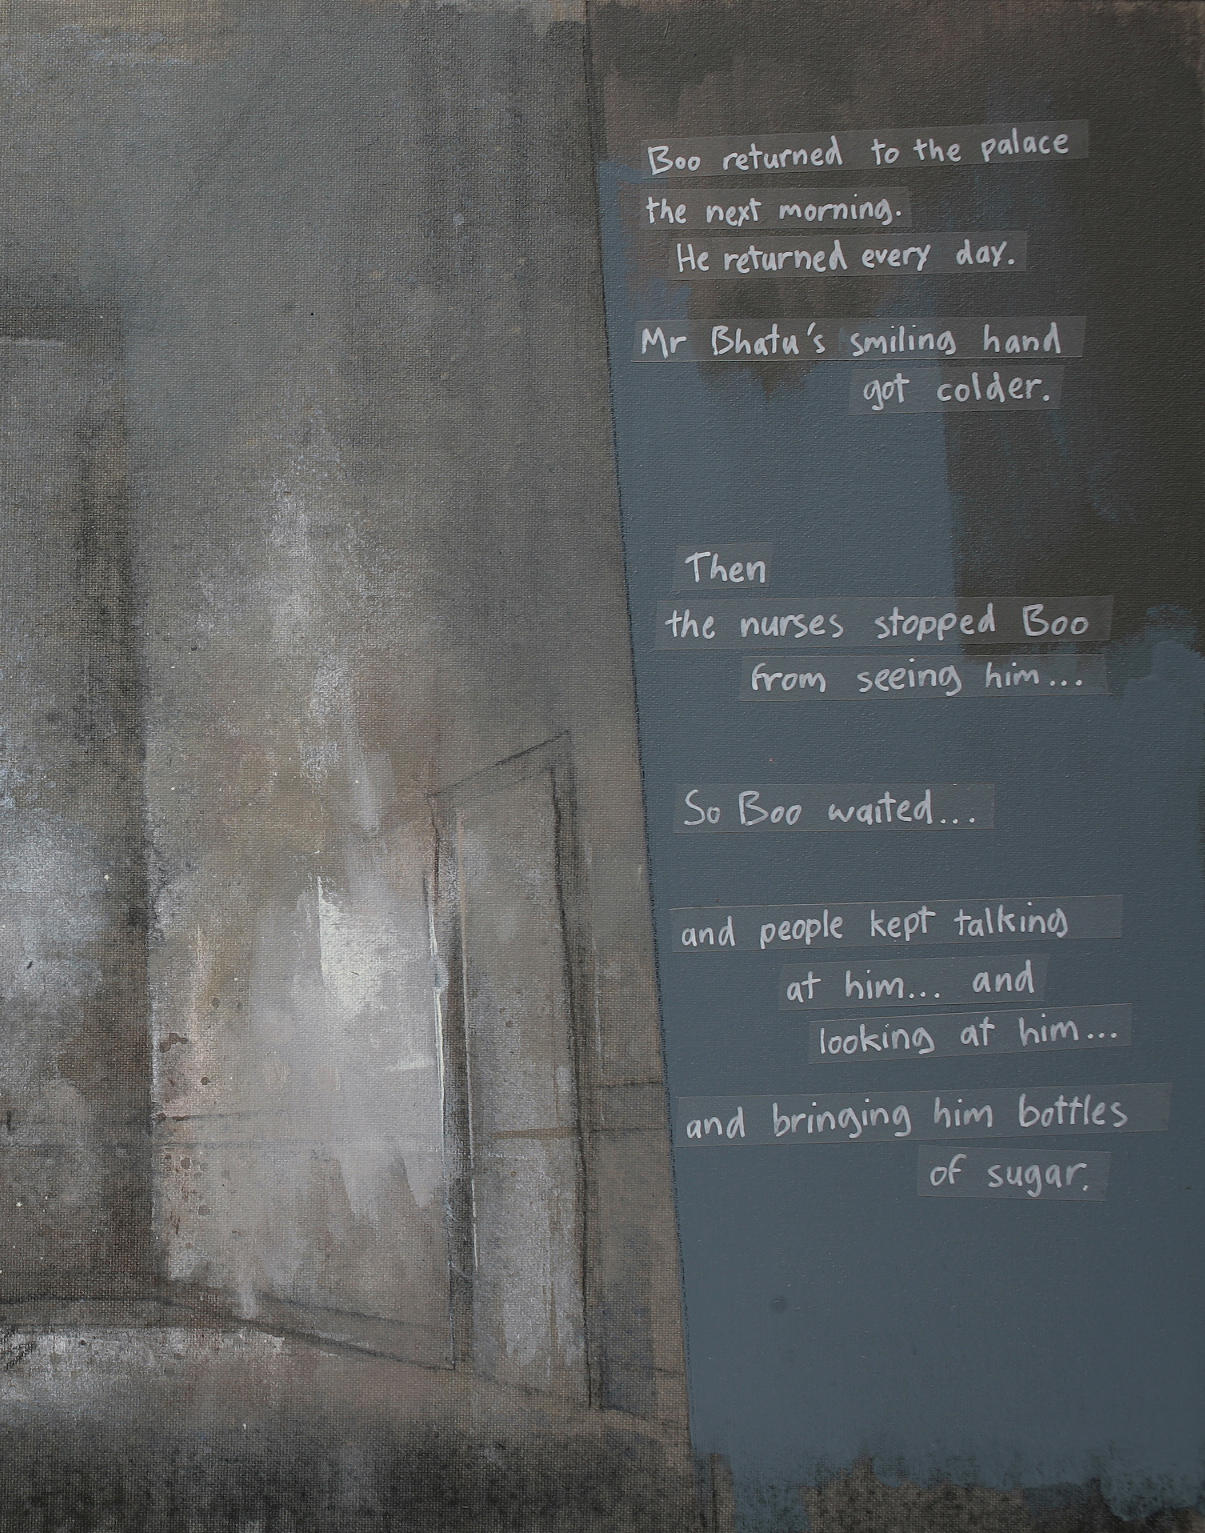 Boo returned to the palace
the next morning.
He returned every day.
Mr Bhatu's smiling hand
got colder.
Then
the nurses stopped Boo
from seeing him...
So Boo waited...
and people kept talking
at him... and
looking at him...
and bringing him bottles
of sugar.